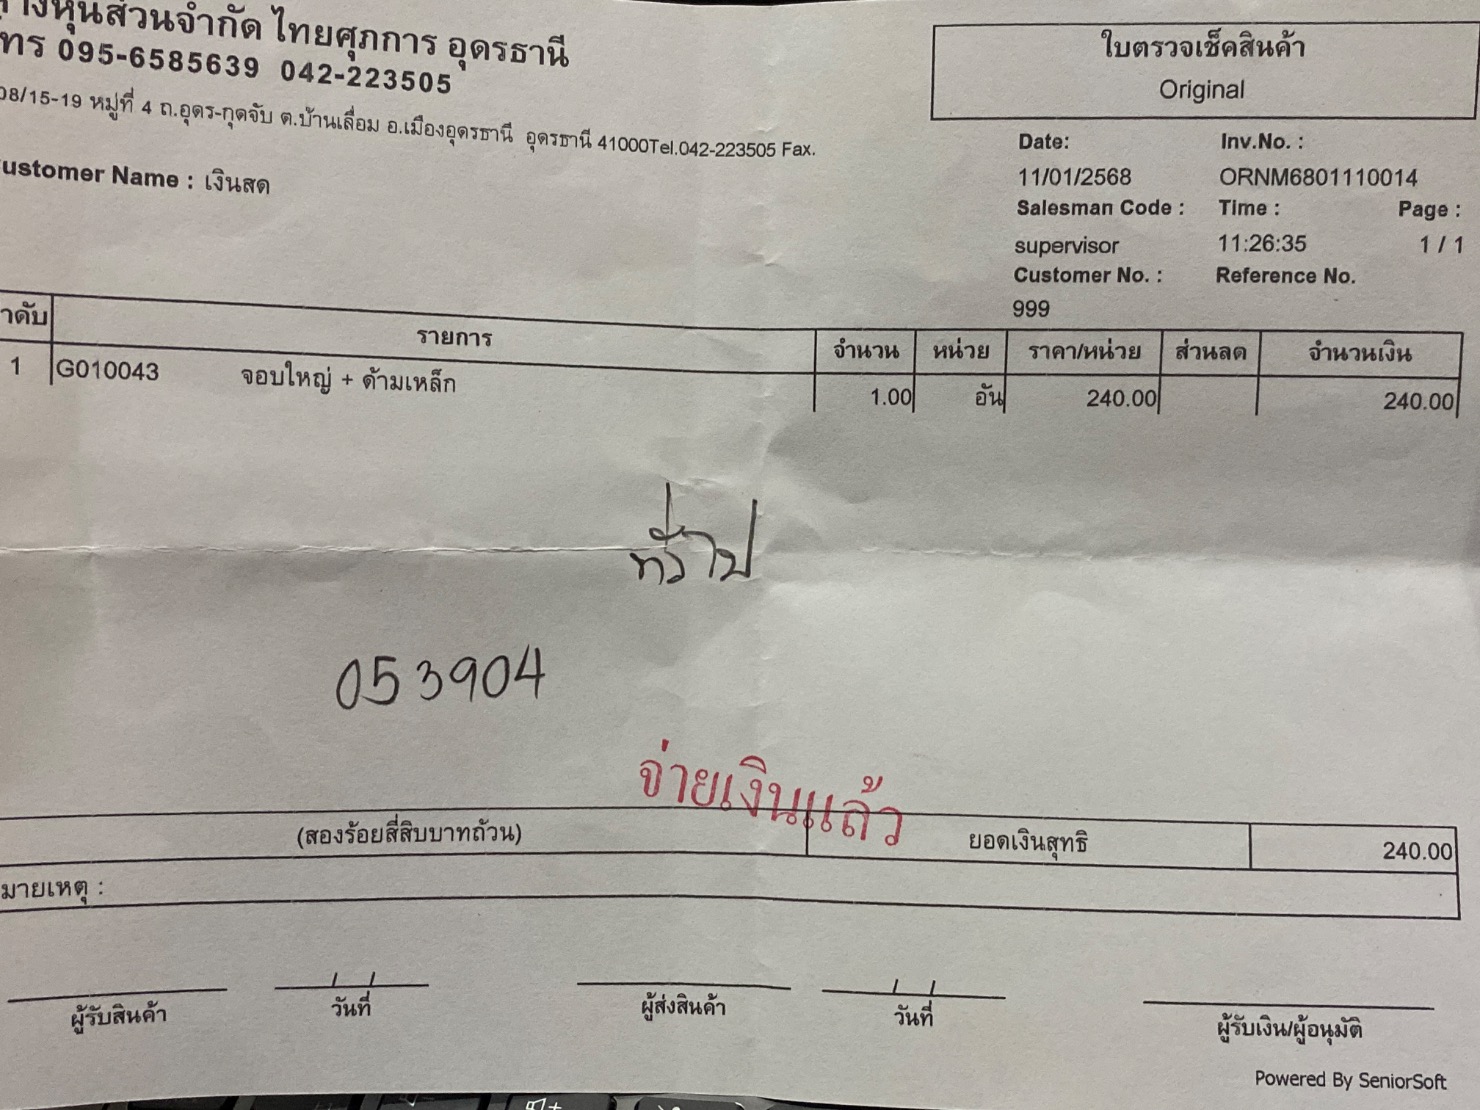 ห้างหุ้นส่วนจำกัด ไทยศุภการ อุดรธานี
โทร 095-6585639 042-223505
08/15-19 หมู่ที่ 4 ถ.อุดร-กุดจับ ต.บ้านเลื่อม อ.เมืองอุดรธานี อุดรธานี 41000Tel.042-223505 Fax.
ใบตรวจเช็คสินค้า
Original
Customer Name : เงินสด
Date: Inv.No. :
11/01/2568 ORNM6801110014
Salesman Code : Time : Page :
supervisor 11:26:35 1 / 1
Customer No. : Reference No.
999
ลำดับ รายการ จำนวน หน่วย ราคา/หน่วย ส่วนลด จำนวนเงิน
1 G010043 จอบใหญ่ + ด้ามเหล็ก 1.00 อัน 240.00 240.00
ทั่วไป
053904
จ่ายเงินแล้ว
(สองร้อยสี่สิบบาทถ้วน) ยอดเงินสุทธิ 240.00
หมายเหตุ :
ผู้รับสินค้า วันที่ / / ผู้ส่งสินค้า วันที่ / / ผู้รับเงิน/ผู้อนุมัติ
Powered By SeniorSoft